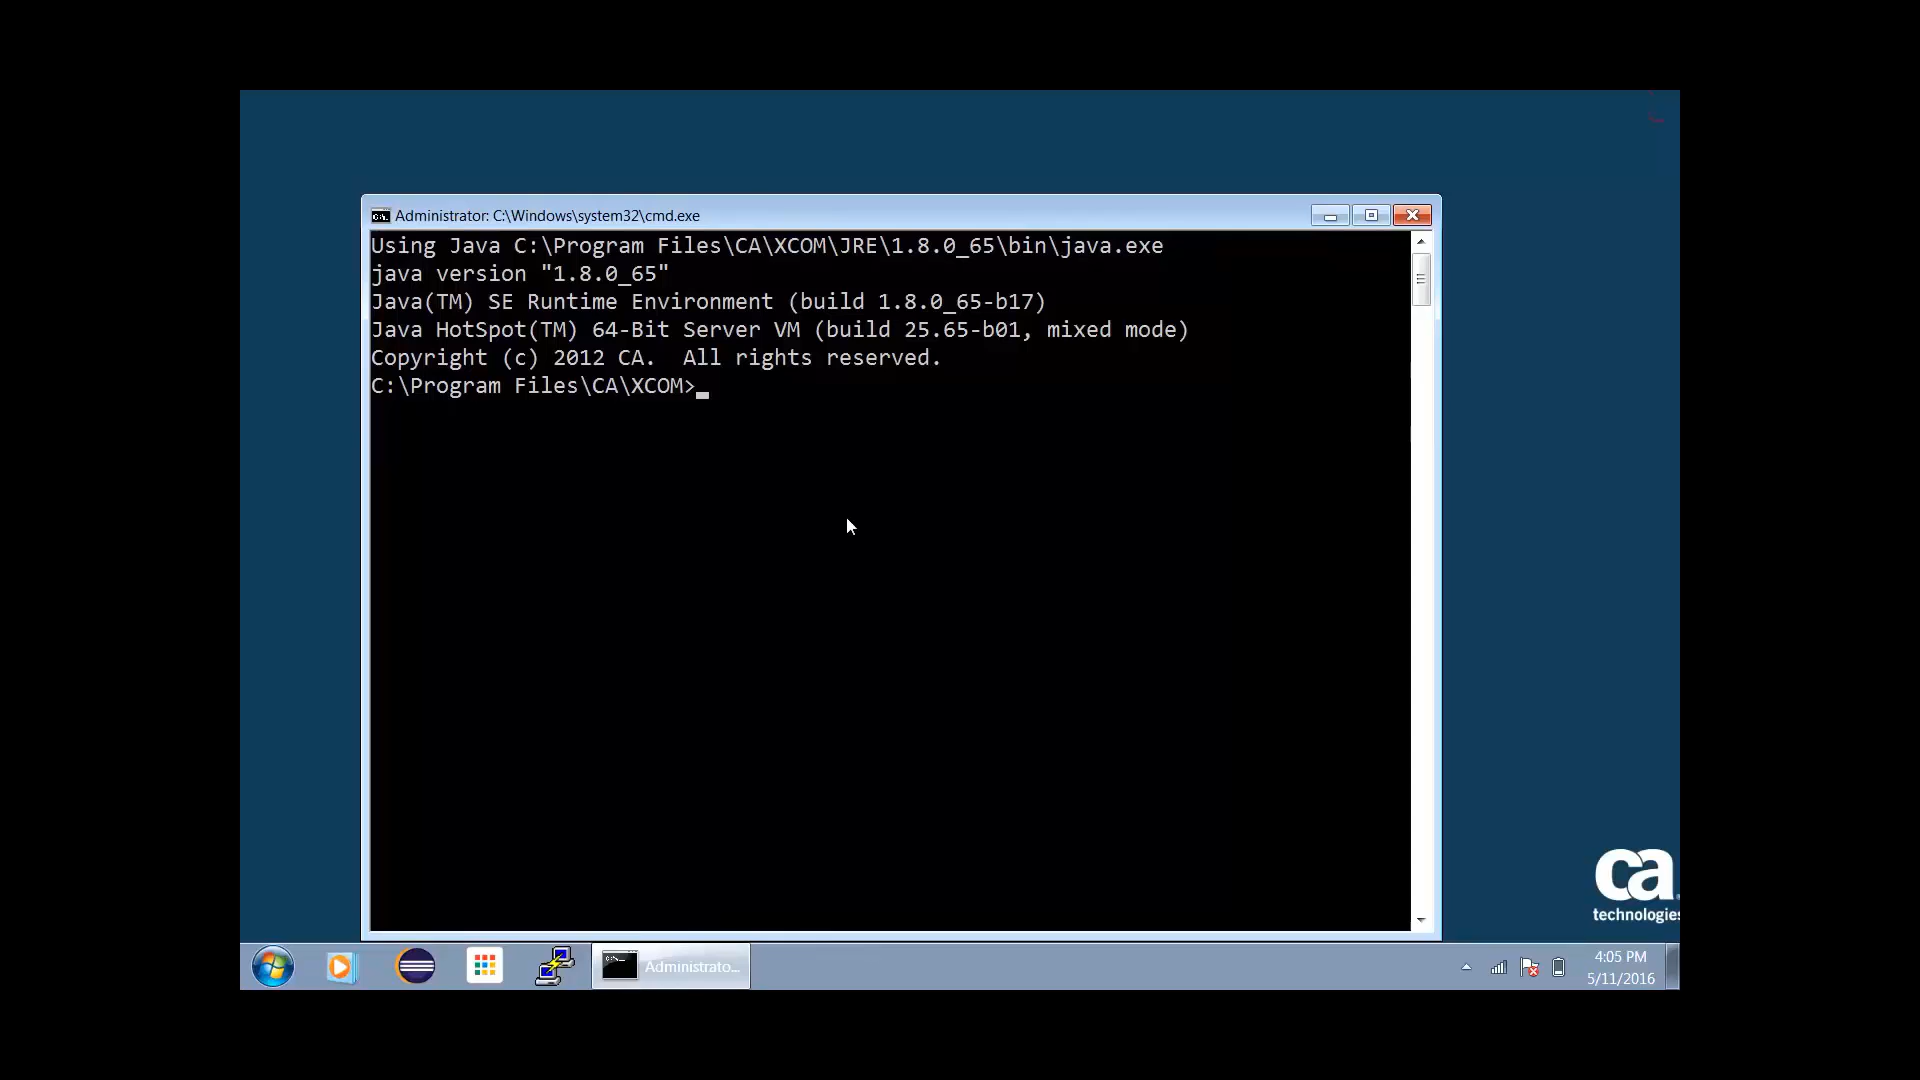 Administrator: C:\Windows\system32\cmd.exe
Using Java C:\Program Files\CA\XCOM\JRE\1.8.0_65\bin\java.exe
java version "1.8.0_65"
Java(TM) SE Runtime Environment (build 1.8.0_65-b17)
Java HotSpot(TM) 64-Bit Server VM (build 25.65-b01, mixed mode)
Copyright (c) 2012 CA.  All rights reserved.
C:\Program Files\CA\XCOM>_
ca
technologies
Administrato...
4:05 PM
5/11/2016